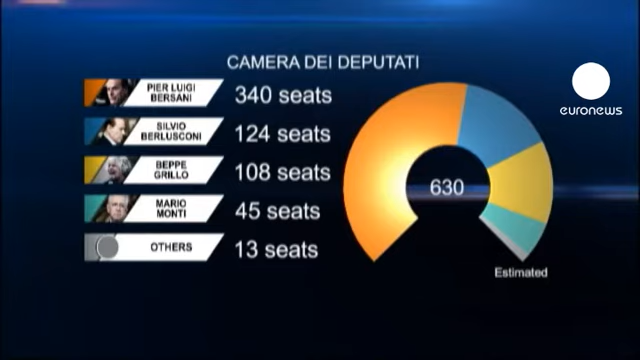 CAMERA DEI DEPUTATI
PIER LUIGI
BERSANI
340 seats
SILVIO
BERLUSCONI
124 seats
BEPPE
GRILLO
108 seats
MARIO
MONTI
45 seats
OTHERS
13 seats
630
Estimated
euronews